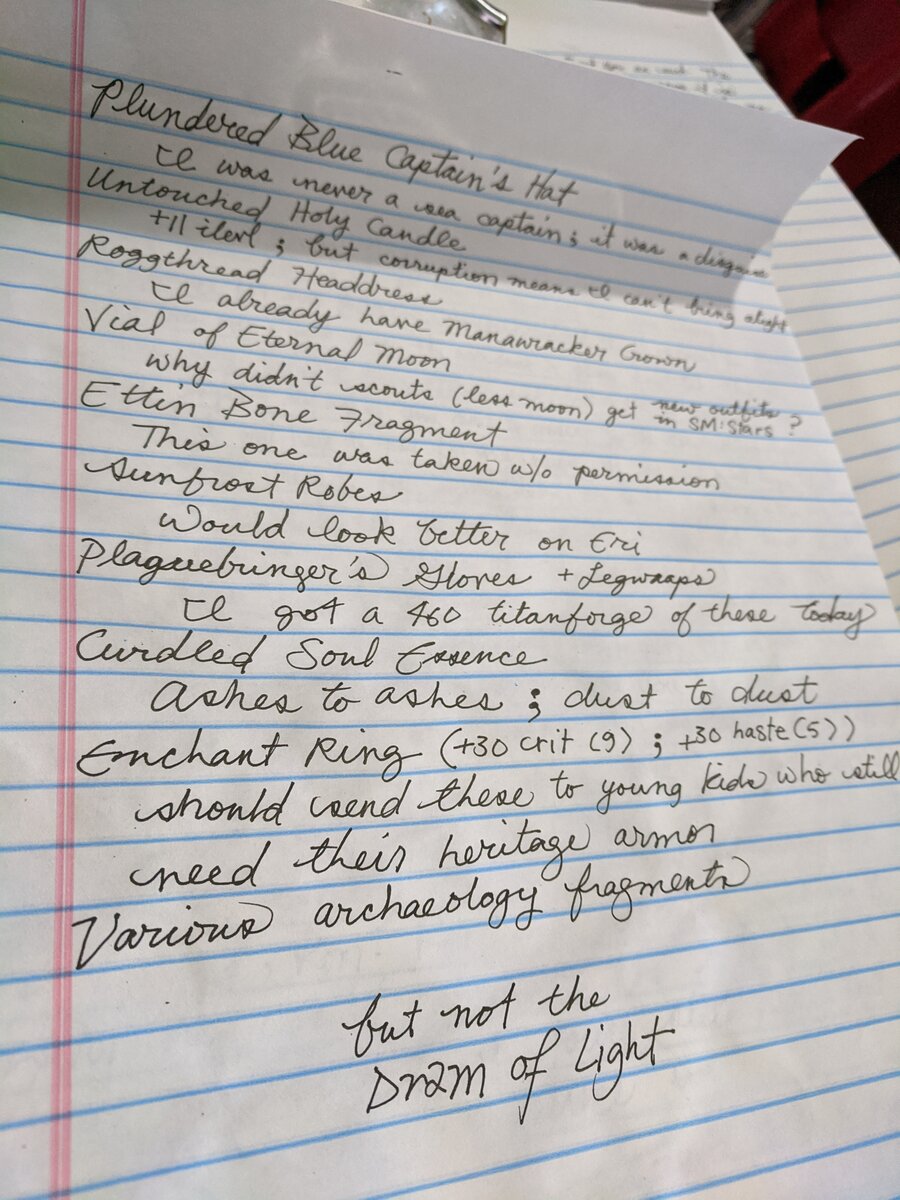 Plundered Blue Captain's Hat
I was never a sea captain; it was a disguise
Untouched Holy Candle
+11 ilevl; but corruption means I can't bring alight
Roggthread Headdress
I already have Manawracker Crown
Vial of Eternal Moon
why didn't scouts (less moon) get new outfits in SM:Stars?
Ettin Bone Fragment
This one was taken w/o permission
Sunfrost Robes
Would look better on Eri
Plaguebringer's Gloves + Legwraaps
I got a 460 titanforge of these today
Curdled Soul Essence
Ashes to ashes; dust to dust
Emchant Ring (+30 crit (9); +30 haste (5))
should send these to young kids who still
need their heritage armor
Various archaeology fragments
but not the
Dram of Light